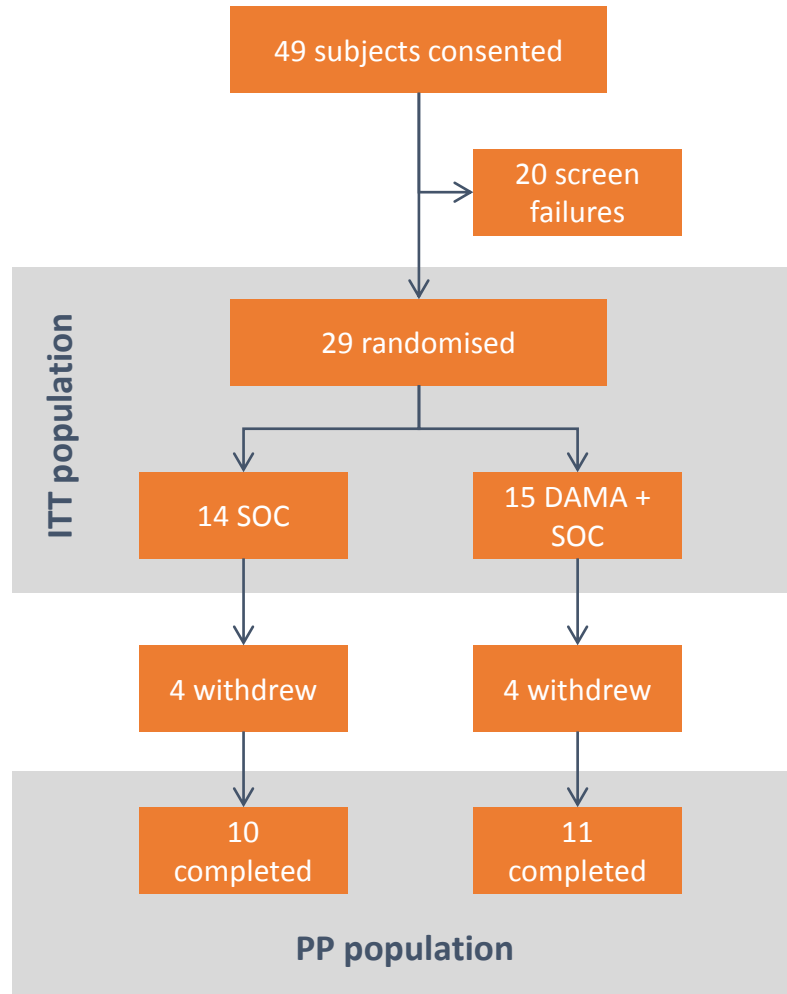 49 subjects consented
20 screen
failures
ITT population
29 randomised
14 SOC
15 DAMA +
SOC
4 withdrew
4 withdrew
10
completed
11
completed
PP population